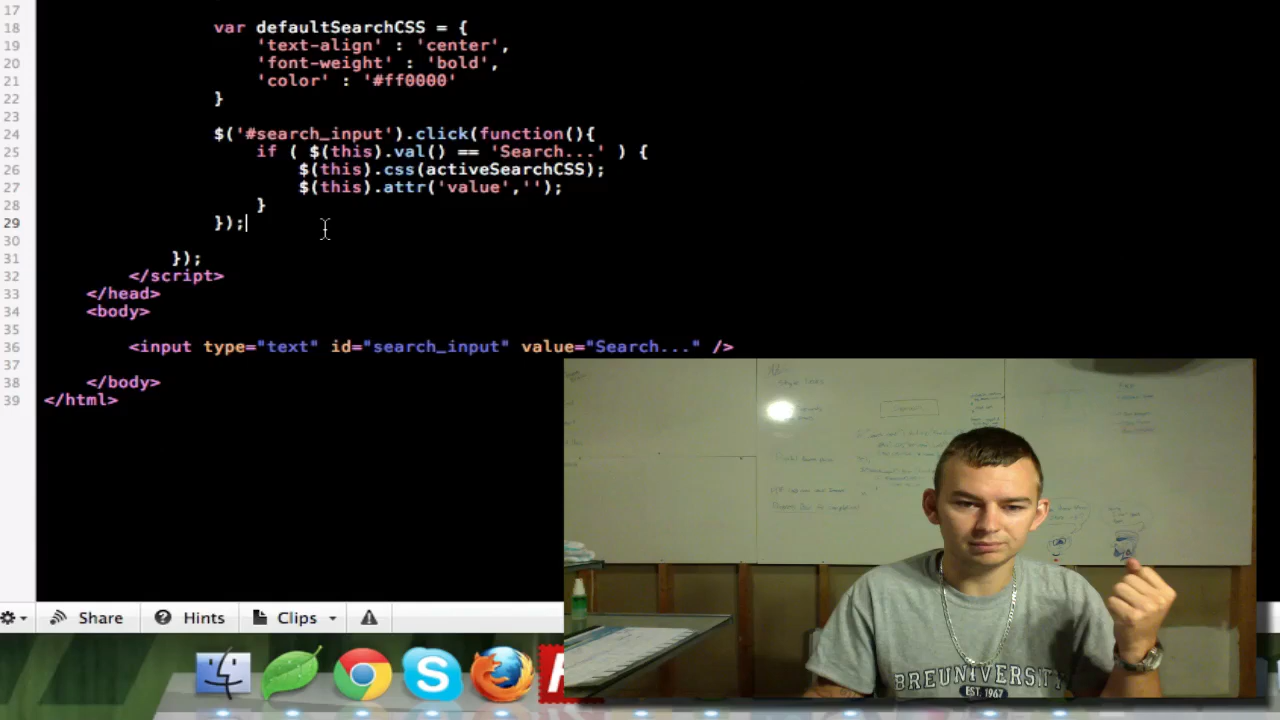 17
18 var defaultSearchCSS = {
19 'text-align' : 'center',
20 'font-weight' : 'bold',
21 'color' : '#ff0000'
22 }
23
24 $('#search_input').click(function(){
25 if ( $(this).val() == 'Search...' ) {
26 $(this).css(activeSearchCSS);
27 $(this).attr('value','');
28 }
29 });
30
31 });
32 </script>
33 </head>
34 <body>
35
36 <input type="text" id="search_input" value="Search..." />
37
38 </body>
39 </html>
Share Hints Clips
BREUNIVERSITY
EST. 1967